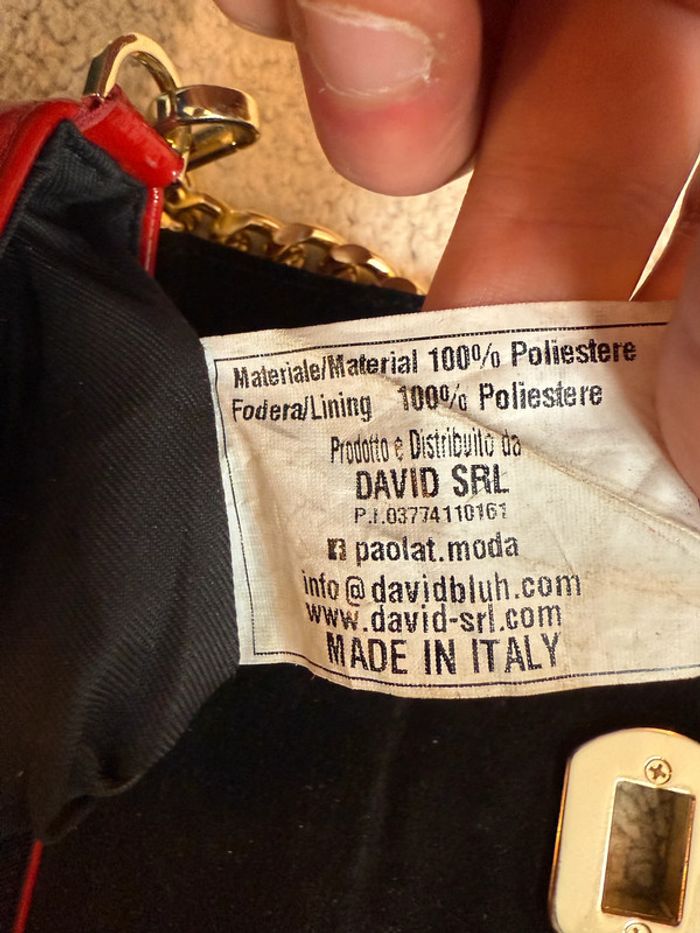 Materiale/Material 100% Poliestere
Fodera/Lining 100% Poliestere
Prodotto e Distribuito da
DAVID SRL
P.I.03774110161
paolat.moda
info@davidbluh.com
www.david-srl.com
MADE IN ITALY